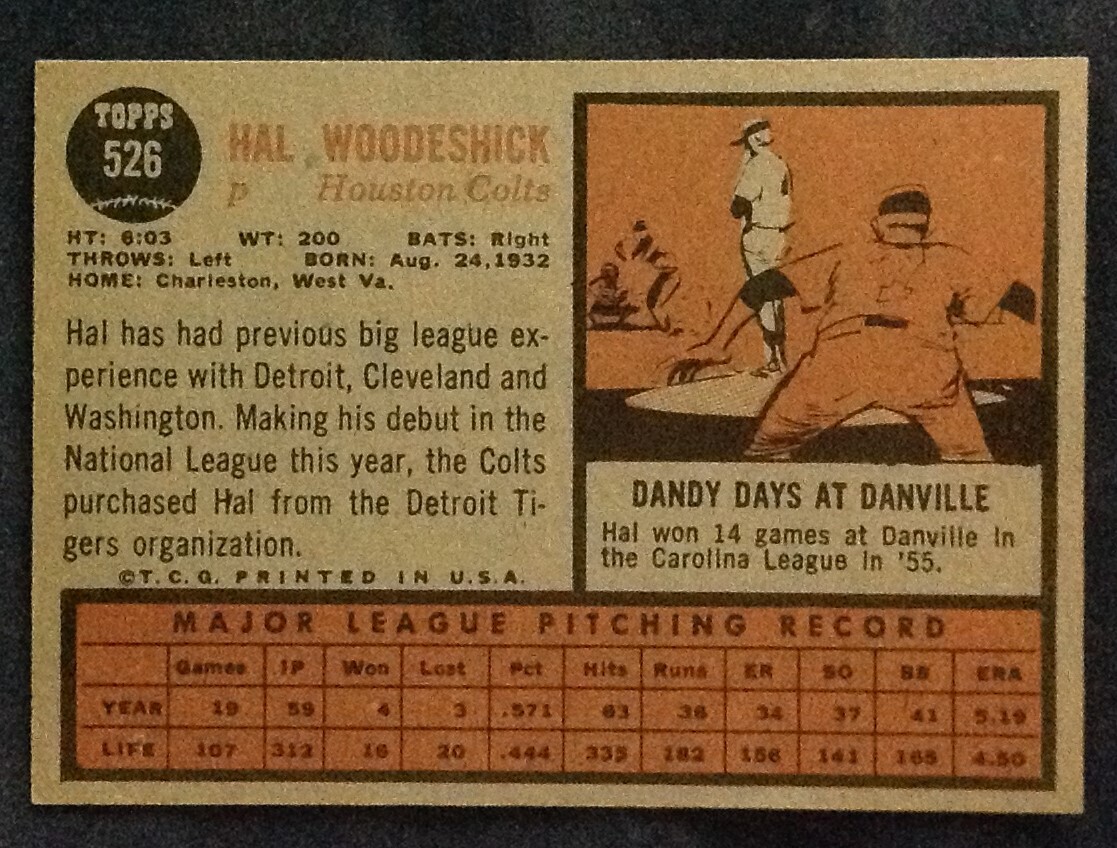 TOPPS
526
HAL WOODESHICK
p Houston Colts
HT: 6:03 WT: 200 BATS: Right
THROWS: Left BORN: Aug. 24,1932
HOME: Charleston, West Va.
Hal has had previous big league ex-
perience with Detroit, Cleveland and
Washington. Making his debut in the
National League this year, the Colts
purchased Hal from the Detroit Ti-
gers organization.
©T. C. G. PRINTED IN U.S.A.
DANDY DAYS AT DANVILLE
Hal won 14 games at Danville in
the Carolina League in '55.
MAJOR LEAGUE PITCHING RECORD
Games IP Won Lost Pct Hits Runs ER SO BB ERA
YEAR 19 59 4 3 .571 63 36 34 37 41 5.19
LIFE 107 312 16 20 .444 335 182 156 141 165 4.50